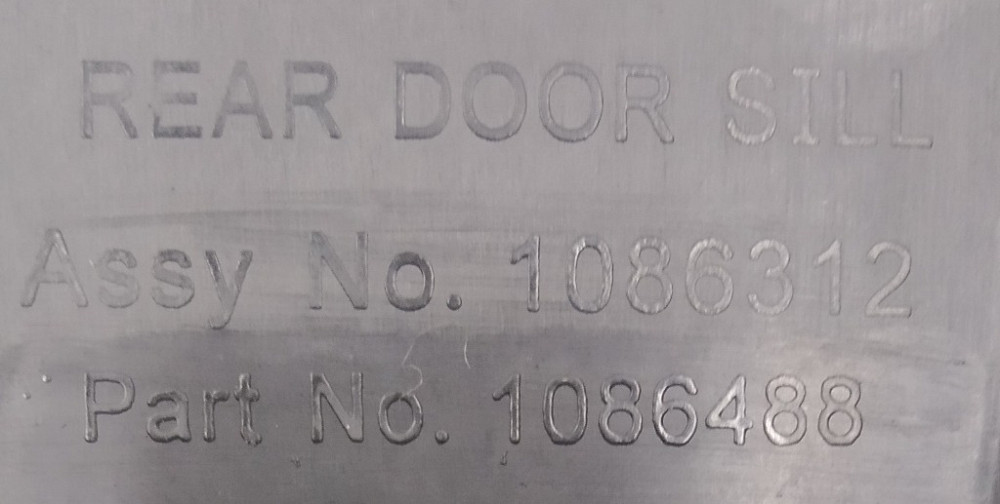 REAR DOOR SILL
Assy No. 1086312
Part No. 1086488